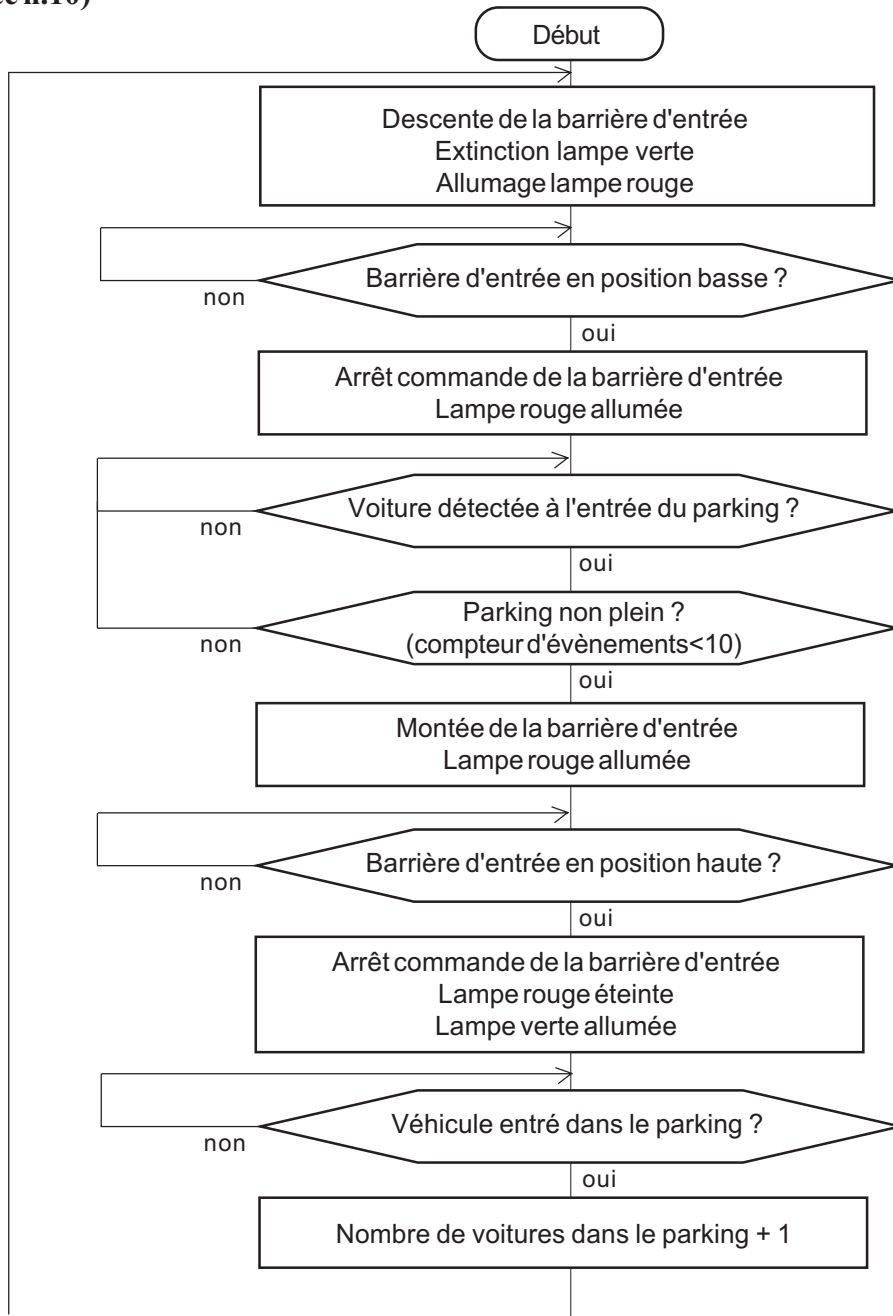 Début
Descente de la barrière d'entrée
Extinction lampe verte
Allumage lampe rouge
Barrière d'entrée en position basse ?
non
oui
Arrêt commande de la barrière d'entrée
Lampe rouge allumée
Voiture détectée à l'entrée du parking ?
non
oui
Parking non plein ?
(compteur d'évènements<10)
non
oui
Montée de la barrière d'entrée
Lampe rouge allumée
Barrière d'entrée en position haute ?
non
oui
Arrêt commande de la barrière d'entrée
Lampe rouge éteinte
Lampe verte allumée
Véhicule entré dans le parking ?
non
oui
Nombre de voitures dans le parking + 1